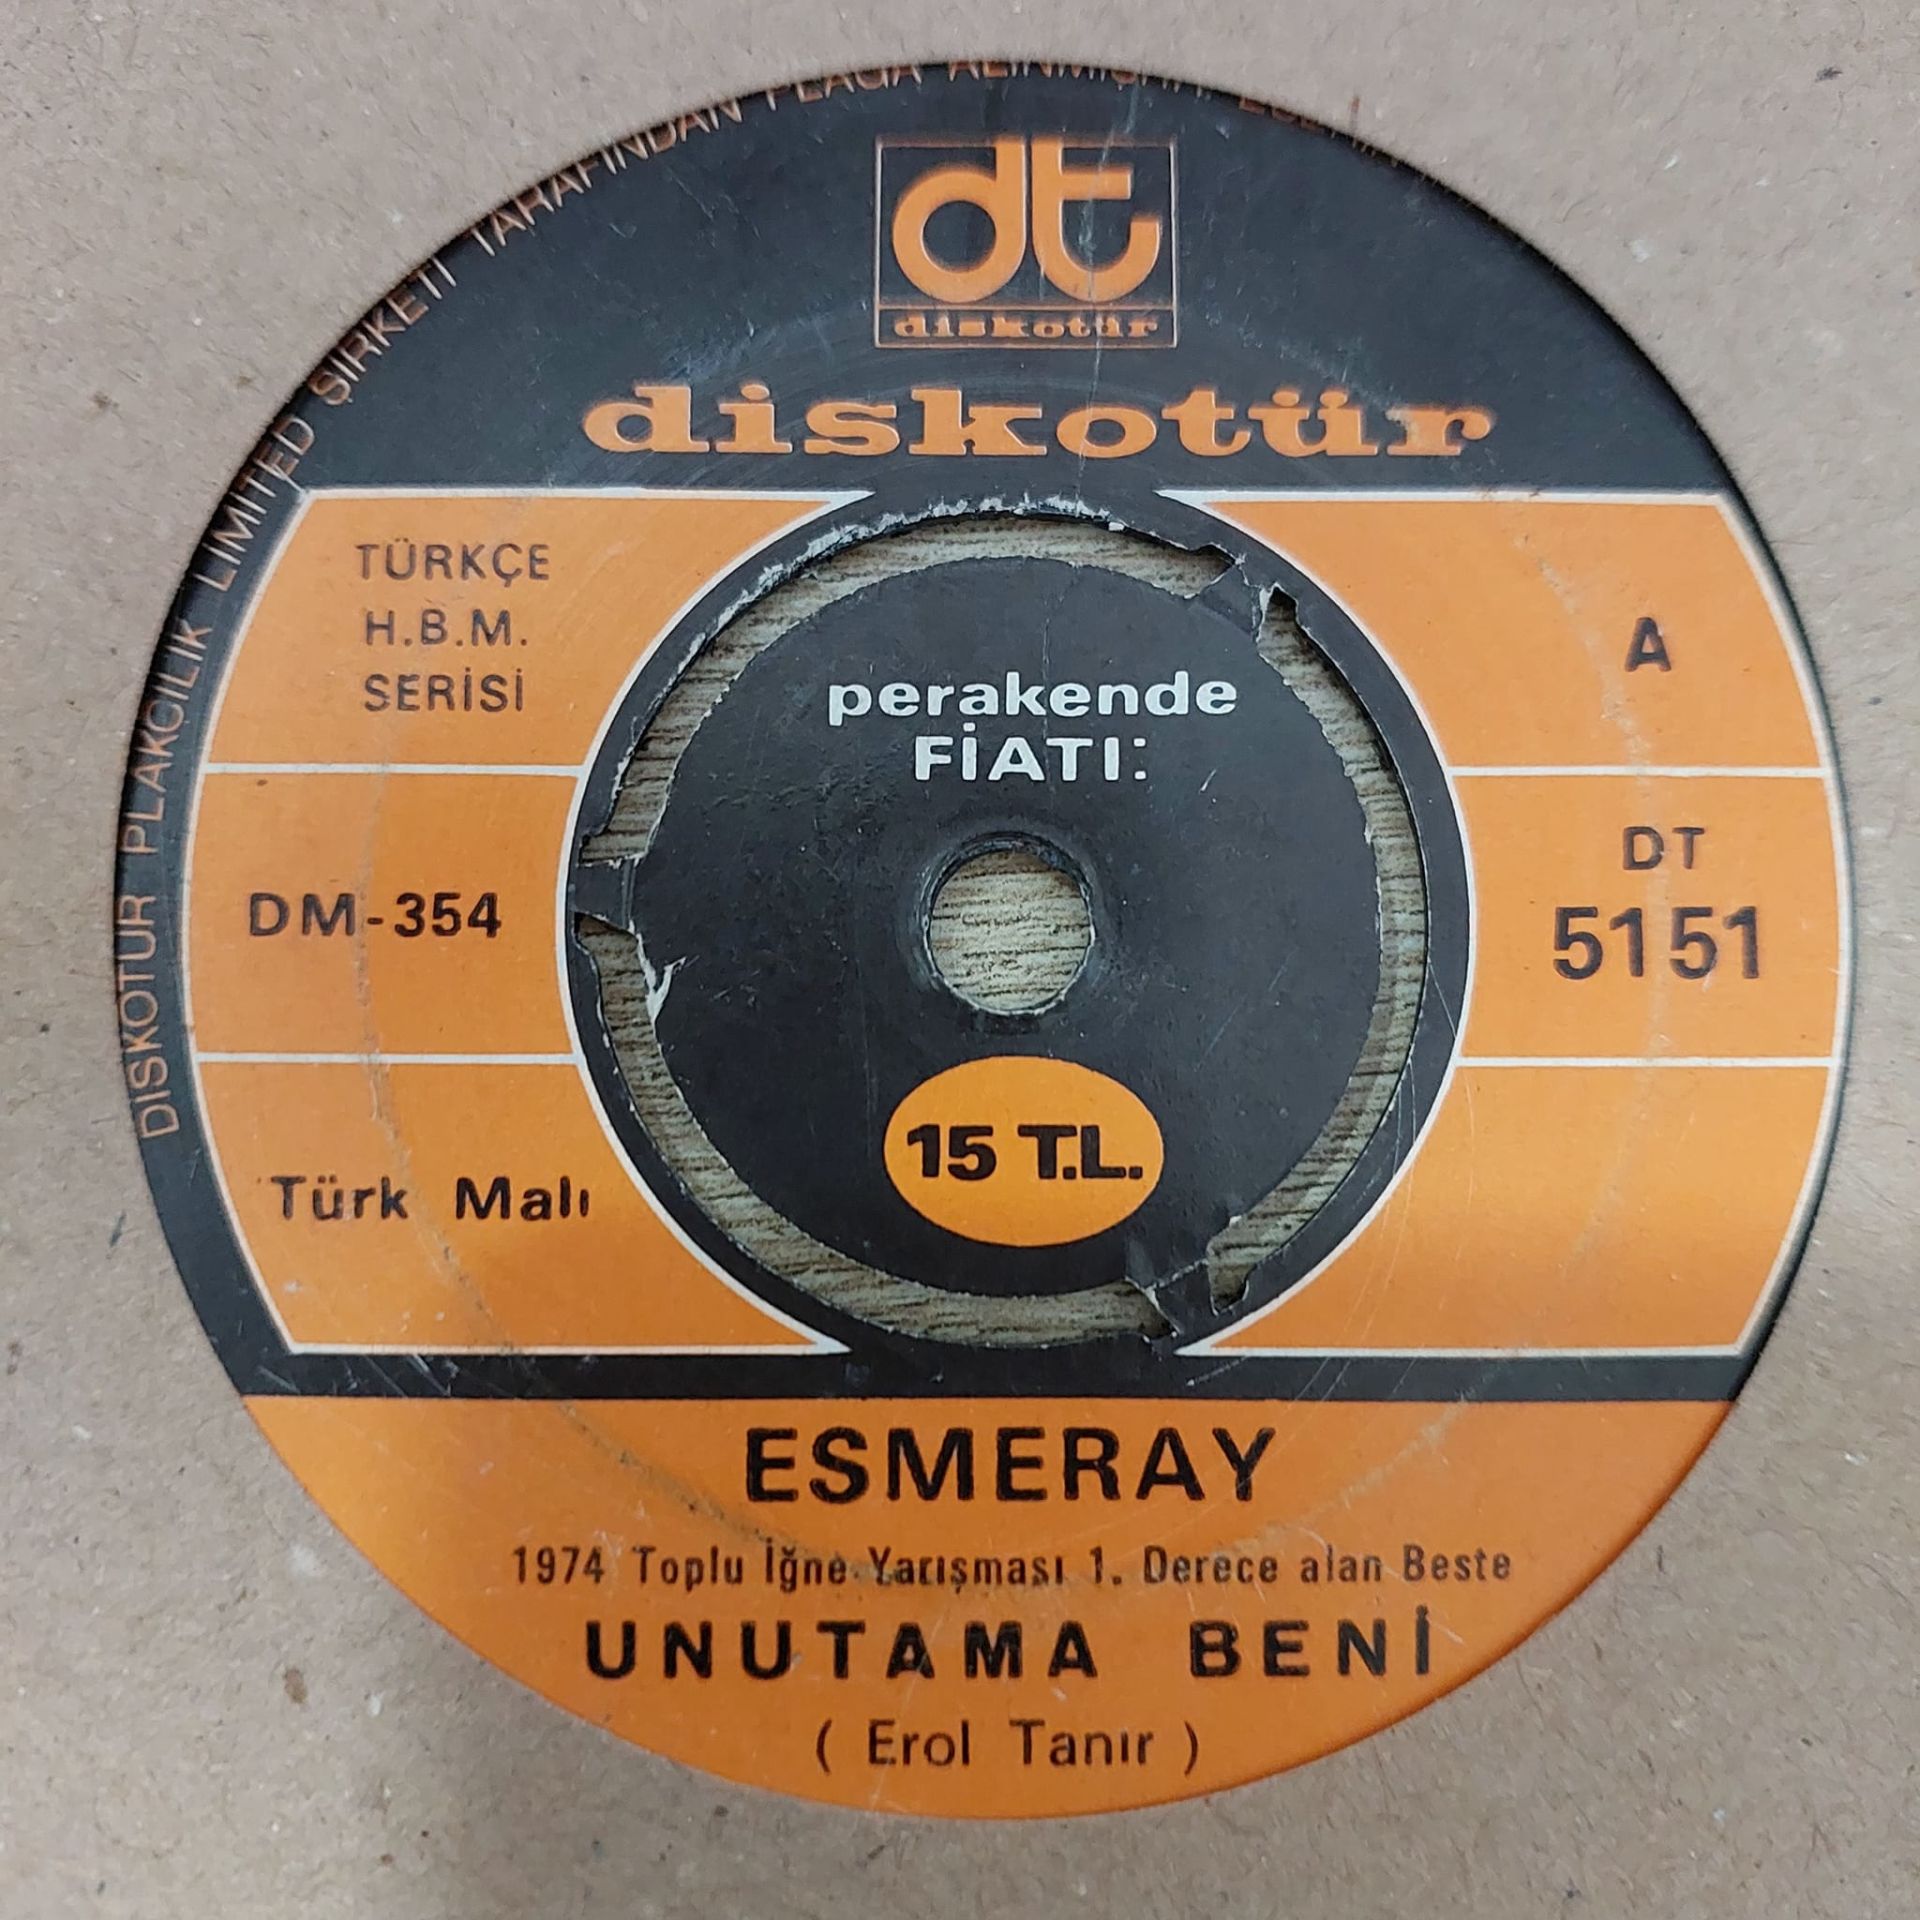 DISKOTÜR PLAKÇILIK LIMITED ŞIRKETI TARAFINDAN PLAĞA ALINMIŞTIR
dt
diskotür
diskotür
TÜRKÇE
H.B.M.
SERİSİ
A
perakende
FİATI:
DM-354
DT
5151
15 T.L.
Türk Malı
ESMERAY
1974 Toplu İğne Yarışması 1. Derece alan Beste
UNUTAMA BENİ
( Erol Tanır )